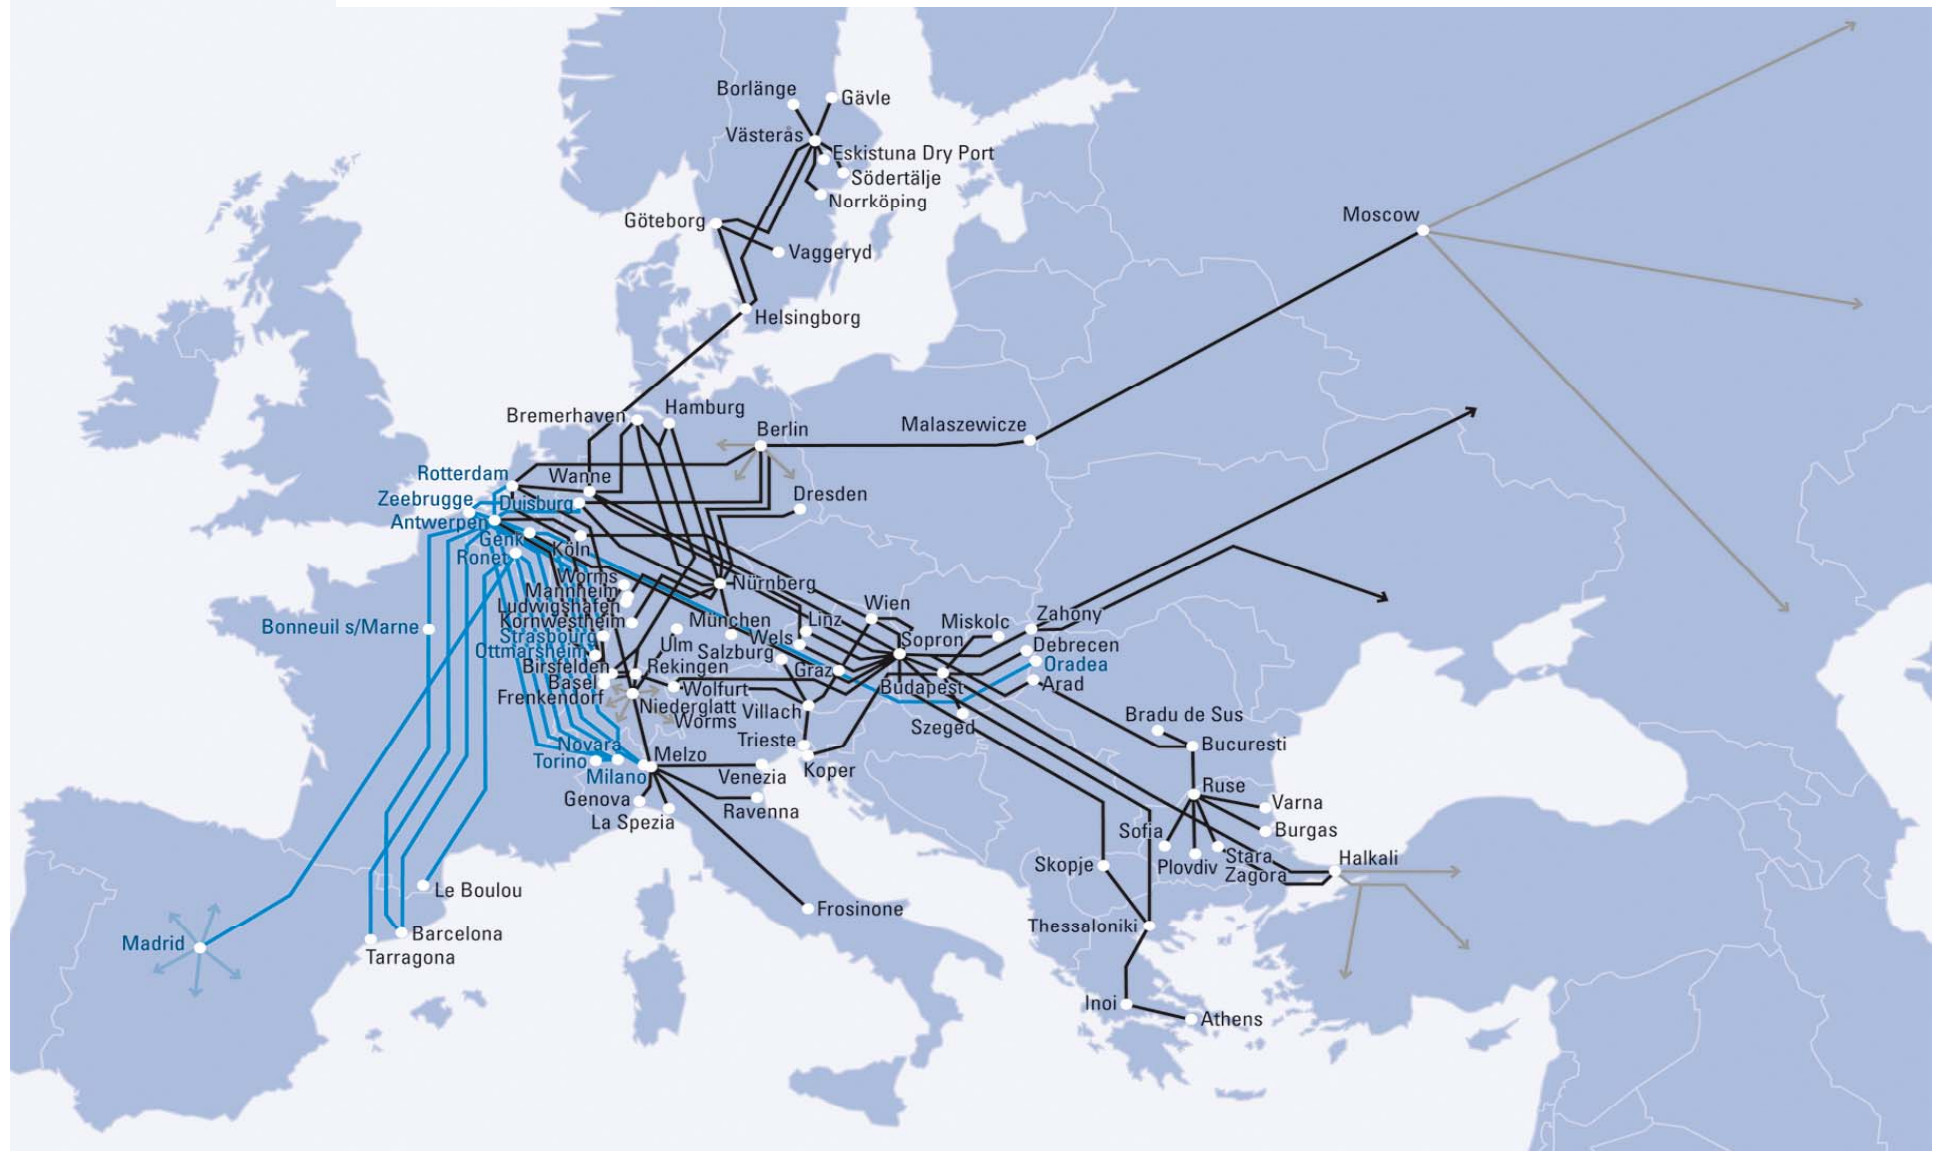 Borlänge
Gävle
Västerås
Eskistuna Dry Port
Södertälje
Norrköping
Göteborg
Vaggeryd
Moscow
Helsingborg
Bremerhaven
Hamburg
Berlin
Malaszewicze
Rotterdam
Wanne
Zeebrugge
Duisburg
Dresden
Antwerpen
Genk
Köln
Ronet
Worms
Nürnberg
Mannheim
Ludwigshafen
Wien
Kornwestheim
München
Linz
Miskolc
Zahony
Bonneuil s/Marne
Strasbourg
Ulm
Wels
Sopron
Debrecen
Ottmarsheim
Salzburg
Oradea
Birsfelden
Rekingen
Graz
Basel
Wolfurt
Budapest
Arad
Frenkendorf
Niederglatt
Villach
Worms
Szeged
Bradu de Sus
Novara
Trieste
Bucuresti
Torino
Melzo
Milano
Venezia
Koper
Ruse
Genova
Ravenna
Varna
La Spezia
Sofia
Burgas
Skopje
Plovdiv
Stara
Zagora
Halkali
Le Boulou
Frosinone
Thessaloniki
Madrid
Barcelona
Tarragona
Inoi
Athens